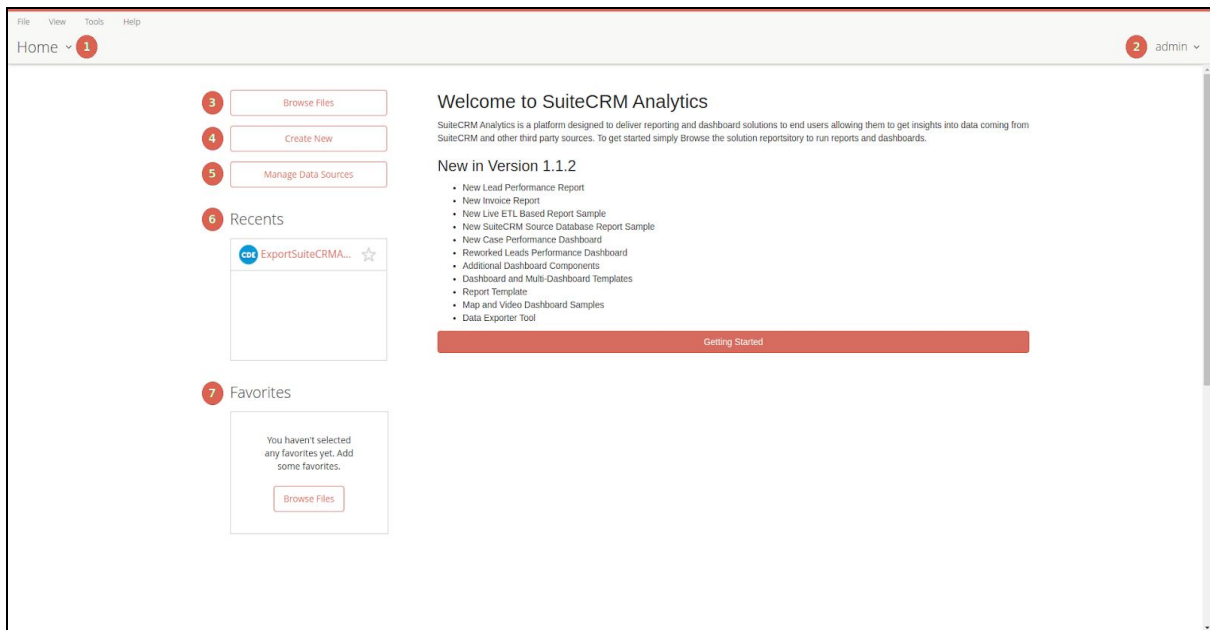 File View Tools Help
Home 1
2 admin
3 Browse Files
4 Create New
5 Manage Data Sources
6 Recents
CDE ExportSuiteCRMA...
7 Favorites
You haven't selected
any favorites yet. Add
some favorites.
Browse Files
Welcome to SuiteCRM Analytics
SuiteCRM Analytics is a platform designed to deliver reporting and dashboard solutions to end users allowing them to get insights into data coming from
SuiteCRM and other third party sources. To get started simply Browse the solution reportsitory to run reports and dashboards.
New in Version 1.1.2
• New Lead Performance Report
• New Invoice Report
• New Live ETL Based Report Sample
• New SuiteCRM Source Database Report Sample
• New Case Performance Dashboard
• Reworked Leads Performance Dashboard
• Additional Dashboard Components
• Dashboard and Multi-Dashboard Templates
• Report Template
• Map and Video Dashboard Samples
• Data Exporter Tool
Getting Started